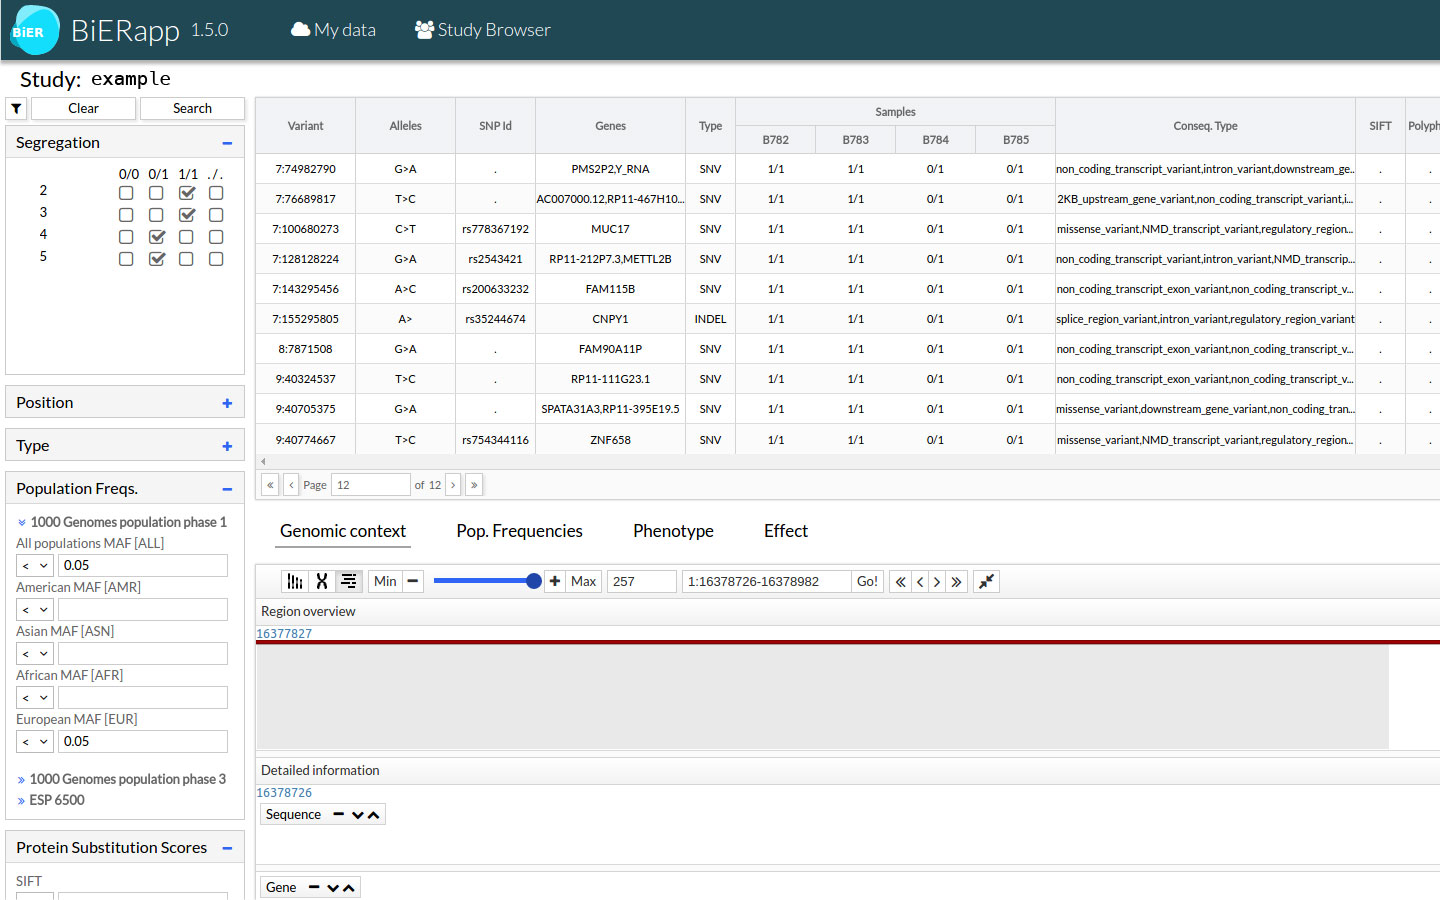 BiER BiERapp 1.5.0 My data Study Browser
Study: example
Clear Search
Segregation
0/0 0/1 1/1 ./.
2
3
4
5
Position
Type
Population Freqs.
1000 Genomes population phase 1
All populations MAF [ALL]
< 0.05
American MAF [AMR]
<
Asian MAF [ASN]
<
African MAF [AFR]
<
European MAF [EUR]
< 0.05
1000 Genomes population phase 3
ESP 6500
Protein Substitution Scores
SIFT
Variant Alleles SNP Id Genes Type Samples Conseq. Type SIFT Polyph
B782 B783 B784 B785
7:74982790 G>A . PMS2P2,Y_RNA SNV 1/1 1/1 0/1 0/1 non_coding_transcript_variant,intron_variant,downstream_ge... . .
7:76689817 T>C . AC007000.12,RP11-467H10... SNV 1/1 1/1 0/1 0/1 2KB_upstream_gene_variant,non_coding_transcript_variant,i... . .
7:100680273 C>T rs778367192 MUC17 SNV 1/1 1/1 0/1 0/1 missense_variant,NMD_transcript_variant,regulatory_region... . .
7:128128224 G>A rs2543421 RP11-212P7.3,METTL2B SNV 1/1 1/1 0/1 0/1 non_coding_transcript_variant,intron_variant,NMD_transcrip... . .
7:143295456 A>C rs200633232 FAM115B SNV 1/1 1/1 0/1 0/1 non_coding_transcript_exon_variant,non_coding_transcript_v... . .
7:155295805 A> rs35244674 CNPY1 INDEL 1/1 1/1 0/1 0/1 splice_region_variant,intron_variant,regulatory_region_variant . .
8:7871508 G>A . FAM90A11P SNV 1/1 1/1 0/1 0/1 non_coding_transcript_exon_variant,non_coding_transcript_v... . .
9:40324537 T>C . RP11-111G23.1 SNV 1/1 1/1 0/1 0/1 non_coding_transcript_exon_variant,non_coding_transcript_v... . .
9:40705375 G>A . SPATA31A3,RP11-395E19.5 SNV 1/1 1/1 0/1 0/1 missense_variant,downstream_gene_variant,non_coding_tran... . .
9:40774667 T>C rs754344116 ZNF658 SNV 1/1 1/1 0/1 0/1 missense_variant,NMD_transcript_variant,regulatory_region... . .
« ‹ Page 12 of 12 › »
Genomic context Pop. Frequencies Phenotype Effect
Min Max 257 1:16378726-16378982 Go!
Region overview
16377827
Detailed information
16378726
Sequence
Gene